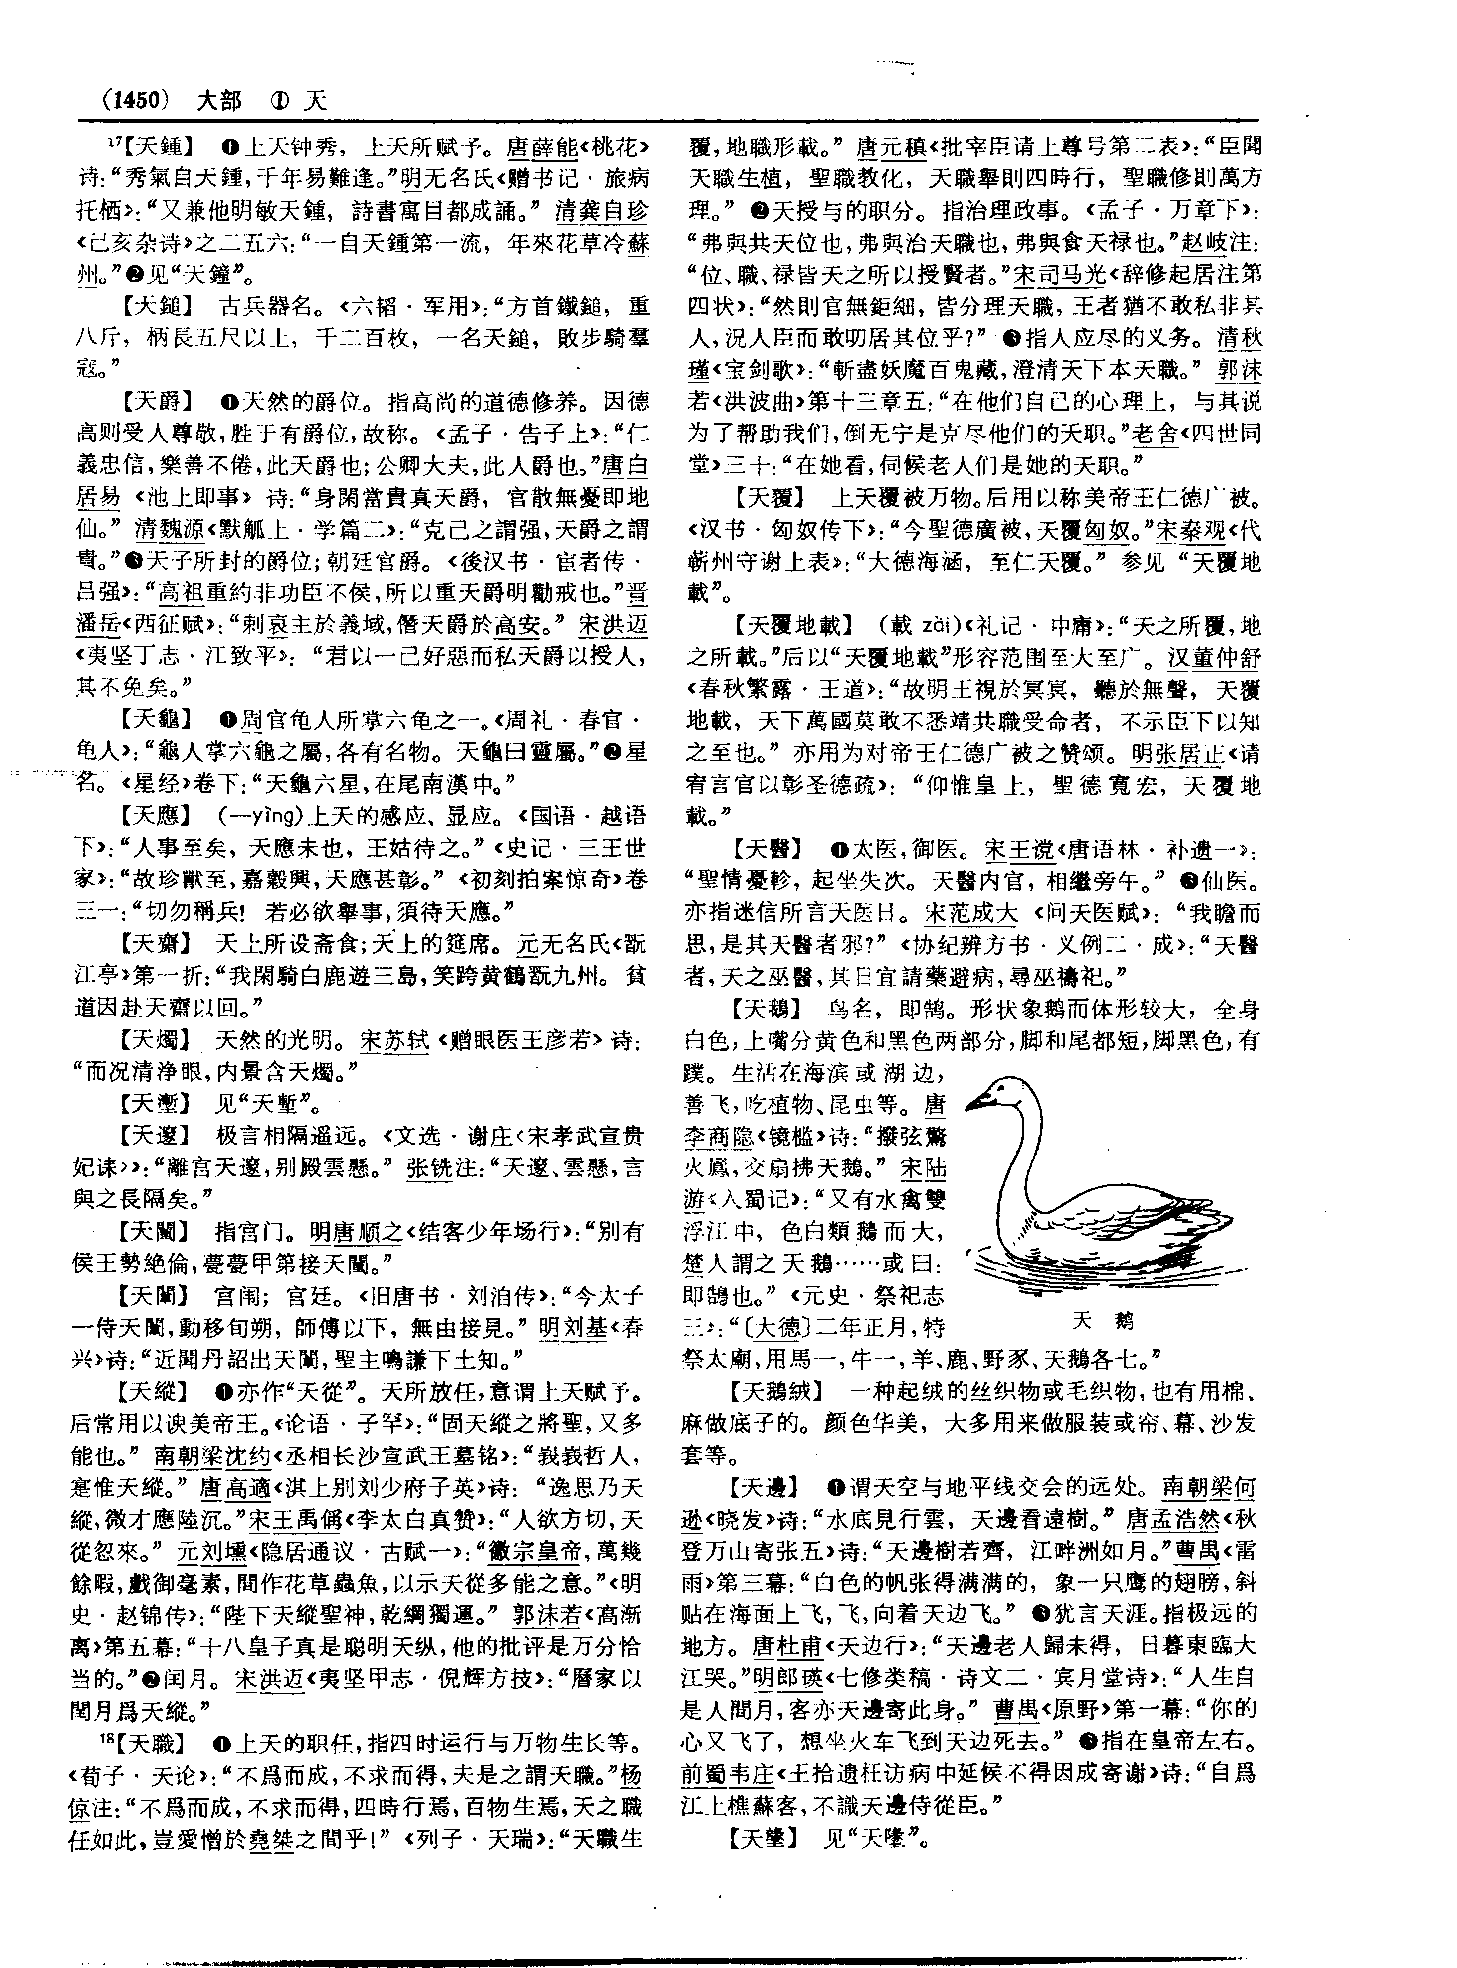 (1450) 大部 ① 天
17【天鍾】 ❶上天钟秀，上天所赋予。唐薛能《桃花》
诗：“秀氣自天鍾，千年易難逢。”明无名氏《赠书记·旅病
托栖》：“又兼他明敏天鍾，詩書寓目都成誦。” 清龚自珍
《己亥杂诗》之二五六：“一自天鍾第一流，年來花草冷蘇
州。”❷见“天鐘”。
【天鎚】 古兵器名。《六韬·军用》：“方首鐵鎚，重
八斤，柄長五尺以上，千二百枚，一名天鎚，敗步騎羣
寇。”
【天爵】 ❶天然的爵位。指高尚的道德修养。因德
高则受人尊敬，胜于有爵位，故称。《孟子·告子上》：“仁
義忠信，樂善不倦，此天爵也；公卿大夫，此人爵也。”唐白
居易《池上即事》诗：“身閑當貴真天爵，官散無憂即地
仙。” 清魏源《默觚上·学篇二》：“克己之謂强，天爵之謂
貴。”❷天子所封的爵位；朝廷官爵。《後汉书·宦者传·
吕强》：“高祖重約非功臣不侯，所以重天爵明勸戒也。”晋
潘岳《西征赋》：“剌哀主於義域，僭天爵於高安。” 宋洪迈
《夷坚丁志·江致平》：“君以一己好惡而私天爵以授人，
其不免矣。”
【天龜】 ❶周官龟人所掌六龟之一。《周礼·春官·
龟人》：“龜人掌六龜之屬，各有名物。天龜曰靈屬。”❷星
名。《星经》卷下：“天龜六星，在尾南漢中。”
【天應】 (—yìng)上天的感应、显应。《国语·越语
下》：“人事至矣，天應未也，王姑待之。”《史记·三王世
家》：“故珍獸至，嘉穀興，天應甚彰。”《初刻拍案惊奇》卷
三一：“切勿稱兵！若必欲舉事，須待天應。”
【天齋】 天上所设斋食；天上的筵席。元无名氏《翫
江亭》第一折：“我閑騎白鹿遊三島，笑跨黄鶴翫九州。貧
道因赴天齋以回。”
【天燭】 天然的光明。宋苏轼《赠眼医王彦若》诗：
“而况清净眼，内景含天燭。”
【天壍】 见“天塹”。
【天邃】 极言相隔遥远。《文选·谢庄〈宋孝武宣贵
妃诔〉》：“離宫天邃，别殿雲懸。” 张铣注：“天邃、雲懸，言
與之長隔矣。”
【天闥】 指宫门。明唐顺之《结客少年场行》：“别有
侯王勢絶倫，甍甍甲第接天闥。”
【天闈】 宫闱；宫廷。《旧唐书·刘洎传》：“今太子
一侍天闈，動移旬朔，師傅以下，無由接見。” 明刘基《春
兴》诗：“近聞丹詔出天闈，聖主鳴謙下土知。”
【天縱】 ❶亦作“天從”。天所放任，意谓上天赋予。
后常用以谀美帝王。《论语·子罕》：“固天縱之將聖，又多
能也。” 南朝梁沈约《丞相长沙宣武王墓铭》：“峩峩哲人，
寔惟天縱。” 唐高適《淇上别刘少府子英》诗：“逸思乃天
縱，微才應陸沉。”宋王禹偁《李太白真赞》：“人欲方切，天
從忽來。” 元刘壎《隐居通议·古赋一》：“徽宗皇帝，萬幾
餘暇，戲御毫素，間作花草蟲魚，以示天從多能之意。”《明
史·赵锦传》：“陛下天縱聖神，乾綱獨運。” 郭沫若《高渐
离》第五幕：“十八皇子真是聪明天纵，他的批评是万分恰
当的。”❷闰月。宋洪迈《夷坚甲志·倪辉方技》：“曆家以
閏月爲天縱。”
18【天職】 ❶上天的职任，指四时运行与万物生长等。
《荀子·天论》：“不爲而成，不求而得，夫是之謂天職。”杨
倞注：“不爲而成，不求而得，四時行焉，百物生焉，天之職
任如此，豈愛憎於堯桀之間乎！”《列子·天瑞》：“天職生
覆，地職形載。” 唐元稹《批宰臣请上尊号第二表》：“臣聞
天職生植，聖職教化，天職舉則四時行，聖職修則萬方
理。” ❷天授与的职分。指治理政事。《孟子·万章下》：
“弗與共天位也，弗與治天職也，弗與食天禄也。”赵岐注：
“位、職、禄皆天之所以授賢者。”宋司马光《辞修起居注第
四状》：“然則官無鉅細，皆分理天職，王者猶不敢私非其
人，況人臣而敢叨居其位乎？” ❸指人应尽的义务。清秋
瑾《宝剑歌》：“斬盡妖魔百鬼藏，澄清天下本天職。” 郭沫
若《洪波曲》第十三章五：“在他们自己的心理上，与其说
为了帮助我们，倒无宁是克尽他们的天职。”老舍《四世同
堂》三十：“在她看，伺候老人们是她的天职。”
【天覆】 上天覆被万物。后用以称美帝王仁德广被。
《汉书·匈奴传下》：“今聖德廣被，天覆匈奴。”宋秦观《代
蕲州守谢上表》：“大德海涵，至仁天覆。” 参见“天覆地
載”。
【天覆地載】 (載 zài)《礼记·中庸》：“天之所覆，地
之所載。”后以“天覆地載”形容范围至大至广。汉董仲舒
《春秋繁露·王道》：“故明王視於冥冥，聽於無聲，天覆
地載，天下萬國莫敢不悉靖共職受命者，不示臣下以知
之至也。” 亦用为对帝王仁德广被之赞颂。明张居正《请
宥言官以彰圣德疏》：“仰惟皇上，聖德寬宏，天覆地
載。”
【天醫】 ❶太医，御医。宋王谠《唐语林·补遗一》：
“聖情憂軫，起坐失次。天醫内官，相繼旁午。” ❷仙医。
亦指迷信所言天医日。宋范成大《问天医赋》：“我瞻而
思，是其天醫者邪？”《协纪辨方书·义例二·成》：“天醫
者，天之巫醫，其日宜請藥避病，尋巫禱祀。”
【天鵝】 鸟名，即鹄。形状象鹅而体形较大，全身
白色，上嘴分黄色和黑色两部分，脚和尾都短，脚黑色，有
蹼。生活在海滨或湖边，
善飞，吃植物、昆虫等。唐
李商隐《镜槛》诗：“撥弦驚
火鳳，交扇拂天鵝。” 宋陆
游《入蜀记》：“又有水禽雙
浮江中，色白類鵝而大，
楚人謂之天鵝……或曰：
即鵠也。”《元史·祭祀志
三》：“〔大德〕二年正月，特
祭太廟，用馬一，牛一，羊、鹿、野豕、天鵝各七。”
天 鹅
【天鵝絨】 一种起绒的丝织物或毛织物，也有用棉、
麻做底子的。颜色华美，大多用来做服装或帘、幕、沙发
套等。
【天邊】 ❶谓天空与地平线交会的远处。南朝梁何
逊《晓发》诗：“水底見行雲，天邊看遠樹。” 唐孟浩然《秋
登万山寄张五》诗：“天邊樹若齊，江畔洲如月。”曹禺《雷
雨》第三幕：“白色的帆张得满满的，象一只鹰的翅膀，斜
贴在海面上飞，飞，向着天边飞。” ❷犹言天涯。指极远的
地方。唐杜甫《天边行》：“天邊老人歸未得，日暮東臨大
江哭。”明郎瑛《七修类稿·诗文二·宾月堂诗》：“人生自
是人間月，客亦天邊寄此身。” 曹禺《原野》第一幕：“你的
心又飞了，想坐火车飞到天边死去。” ❸指在皇帝左右。
前蜀韦庄《王拾遗枉访病中延候不得因成寄谢》诗：“自爲
江上樵蘇客，不識天邊侍從臣。”
见“天隆”。